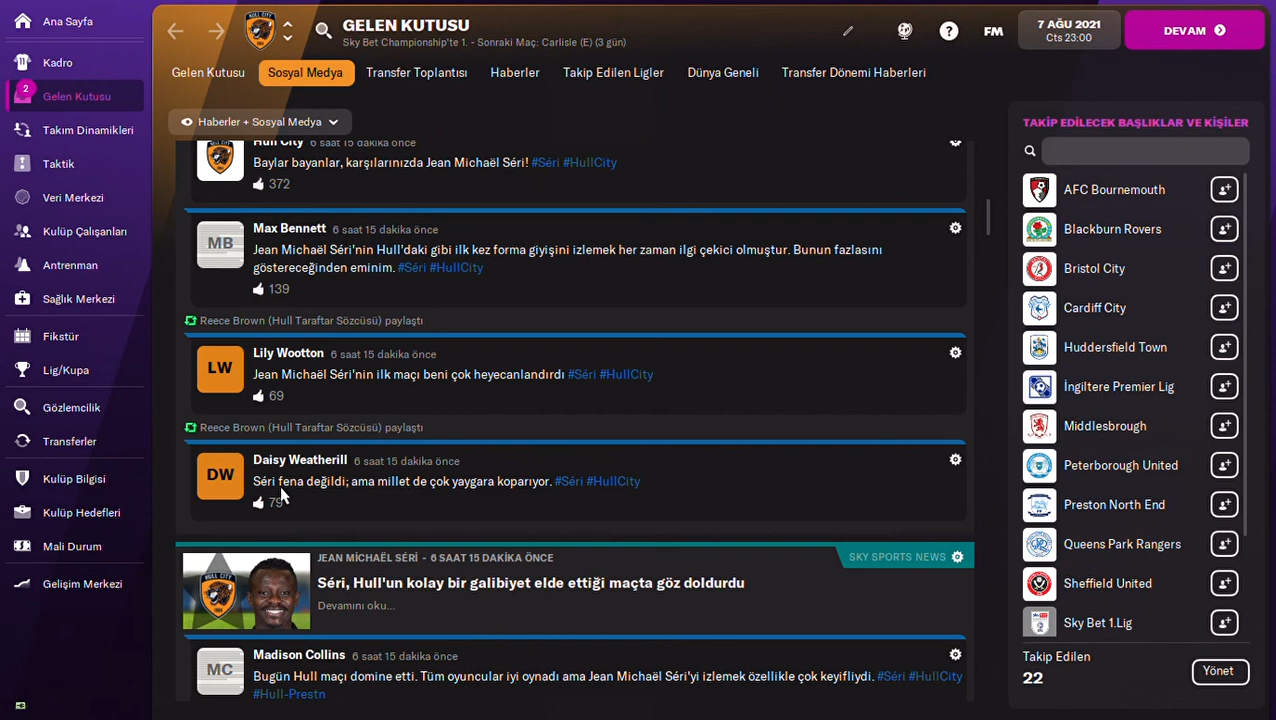 Ana Sayfa
Kadro
2
Gelen Kutusu
Takım Dinamikleri
Taktik
Veri Merkezi
Kulüp Çalışanları
Antrenman
Sağlık Merkezi
Fikstür
Lig/Kupa
Gözlemcilik
Transferler
Kulüp Bilgisi
Kulüp Hedefleri
Mali Durum
Gelişim Merkezi
GELEN KUTUSU
Sky Bet Championship'te 1. - Sonraki Maç: Carlisle (E) (3 gün)
?
FM
7 AĞU 2021
Cts 23:00
DEVAM
Gelen Kutusu
Sosyal Medya
Transfer Toplantısı
Haberler
Takip Edilen Ligler
Dünya Geneli
Transfer Dönemi Haberleri
Haberler + Sosyal Medya
Hull City 6 saat 15 dakika önce
Baylar bayanlar, karşılarınızda Jean Michaël Séri! #Séri #HullCity
372
MB
Max Bennett 6 saat 15 dakika önce
Jean Michaël Séri'nin Hull'daki gibi ilk kez forma giyişini izlemek her zaman ilgi çekici olmuştur. Bunun fazlasını
göstereceğinden eminim. #Séri #HullCity
139
Reece Brown (Hull Taraftar Sözcüsü) paylaştı
LW
Lily Wootton 6 saat 15 dakika önce
Jean Michaël Séri'nin ilk maçı beni çok heyecanlandırdı #Séri #HullCity
69
Reece Brown (Hull Taraftar Sözcüsü) paylaştı
DW
Daisy Weatherill 6 saat 15 dakika önce
Séri fena değildi; ama millet de çok yaygara koparıyor. #Séri #HullCity
79
JEAN MİCHAËL SÉRİ - 6 SAAT 15 DAKİKA ÖNCE
SKY SPORTS NEWS
Séri, Hull'un kolay bir galibiyet elde ettiği maçta göz doldurdu
Devamını oku...
MC
Madison Collins 6 saat 15 dakika önce
Bugün Hull maçı domine etti. Tüm oyuncular iyi oynadı ama Jean Michaël Séri'yi izlemek özellikle çok keyifliydi. #Séri #HullCity
#Hull-Prestn
TAKİP EDİLECEK BAŞLIKLAR VE KİŞİLER
AFC Bournemouth
Blackburn Rovers
Bristol City
Cardiff City
Huddersfield Town
İngiltere Premier Lig
Middlesbrough
Peterborough United
Preston North End
Queens Park Rangers
Sheffield United
Sky Bet 1.Lig
Takip Edilen
22
Yönet